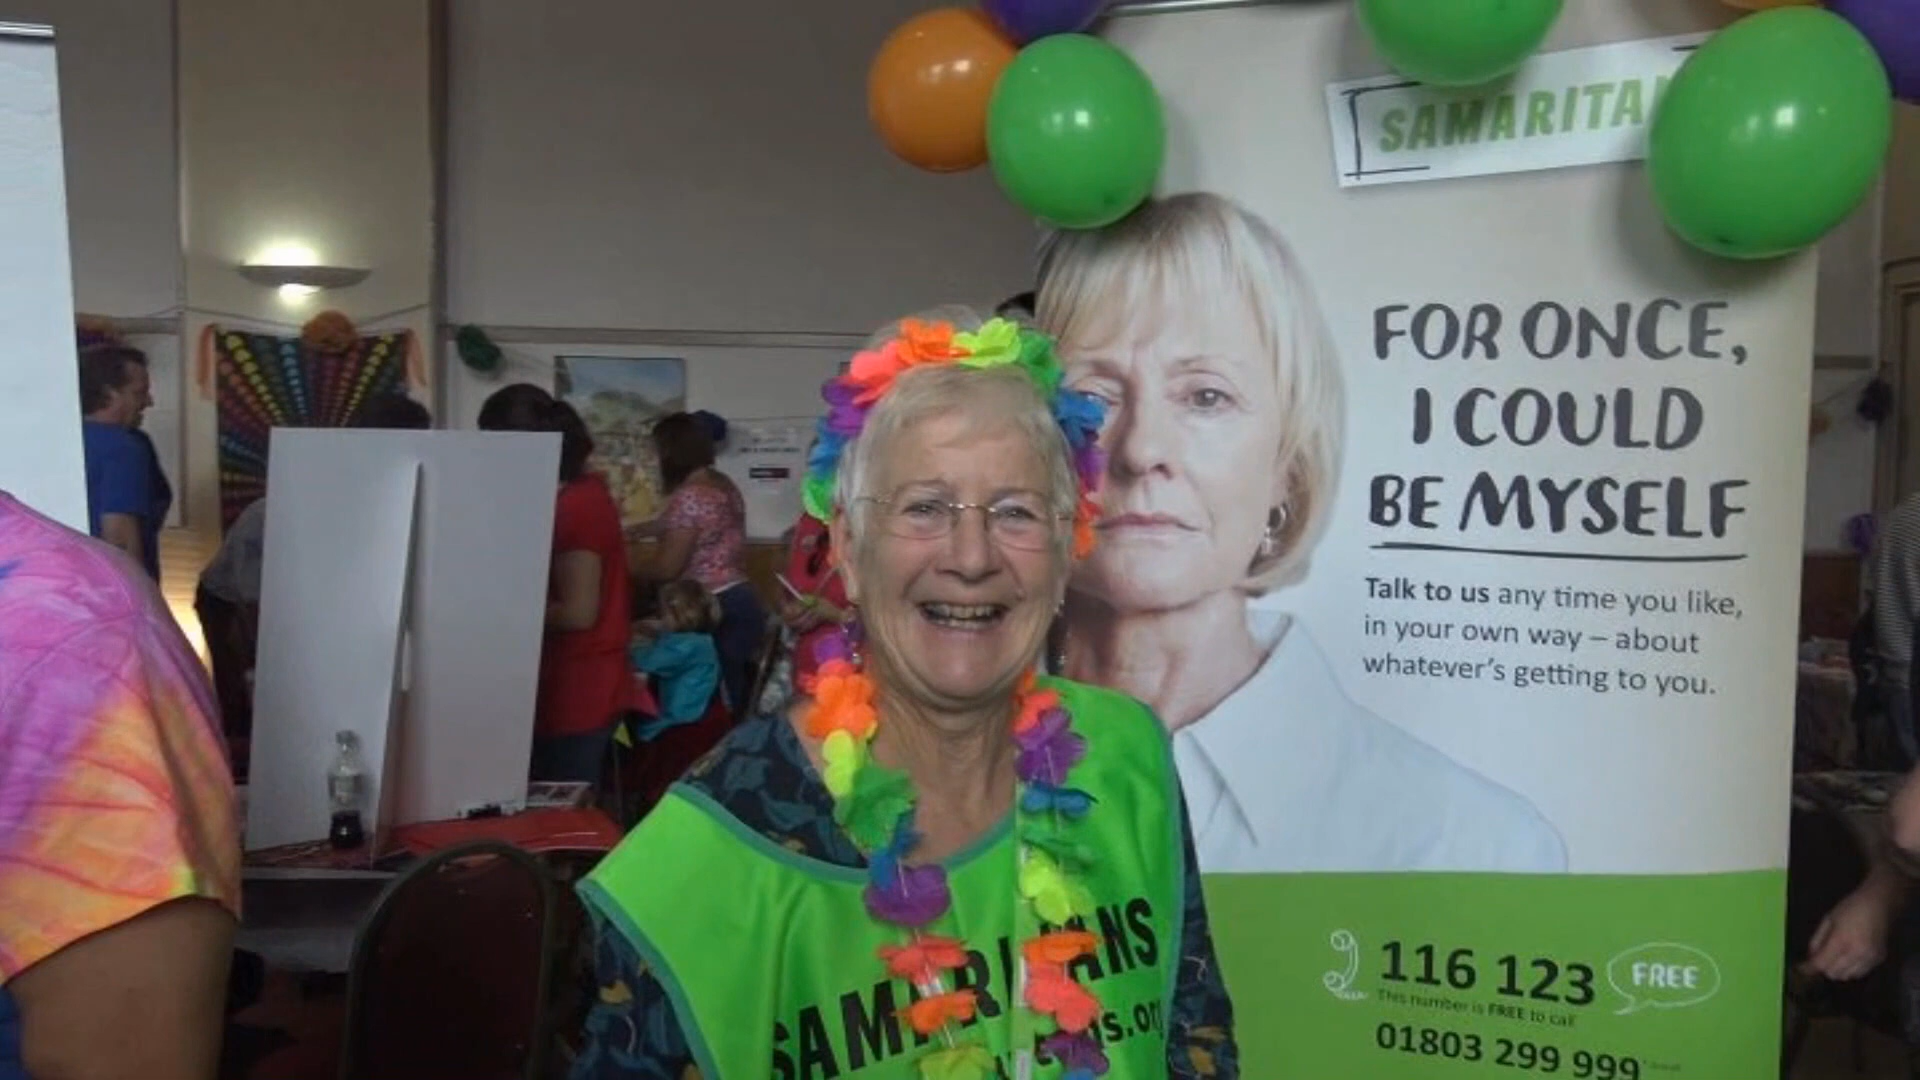 SAMARITA
FOR ONCE,
I COULD
BE MYSELF
Talk to us any time you like,
in your own way – about
whatever's getting to you.
116 123
FREE
This number is FREE to call
01803 299 999